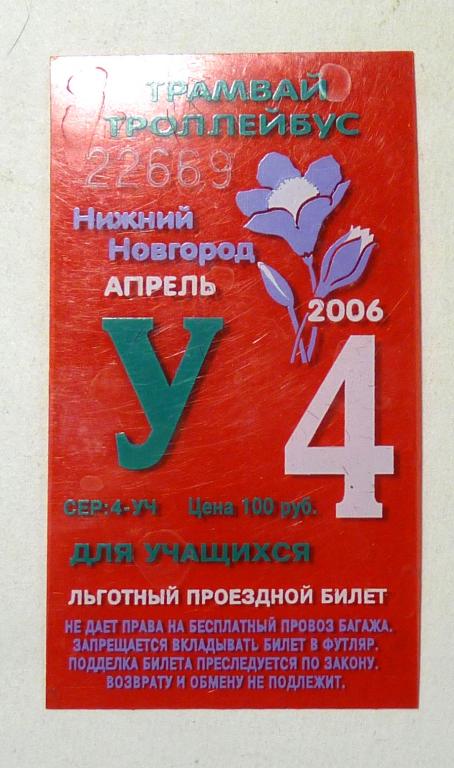 ТРАМВАЙ
ТРОЛЛЕЙБУС
22669
Нижний
Новгород
АПРЕЛЬ
2006
У
4
СЕР:4-УЧ Цена 100 руб.
ДЛЯ УЧАЩИХСЯ
ЛЬГОТНЫЙ ПРОЕЗДНОЙ БИЛЕТ
НЕ ДАЕТ ПРАВА НА БЕСПЛАТНЫЙ ПРОВОЗ БАГАЖА.
ЗАПРЕЩАЕТСЯ ВКЛАДЫВАТЬ БИЛЕТ В ФУТЛЯР.
ПОДДЕЛКА БИЛЕТА ПРЕСЛЕДУЕТСЯ ПО ЗАКОНУ.
ВОЗВРАТУ И ОБМЕНУ НЕ ПОДЛЕЖИТ.